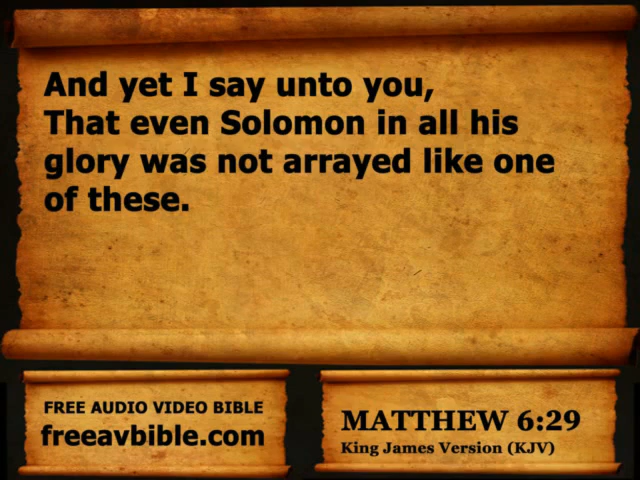 And yet I say unto you,
That even Solomon in all his
glory was not arrayed like one
of these.
FREE AUDIO VIDEO BIBLE
freeavbible.com
MATTHEW 6:29
King James Version (KJV)